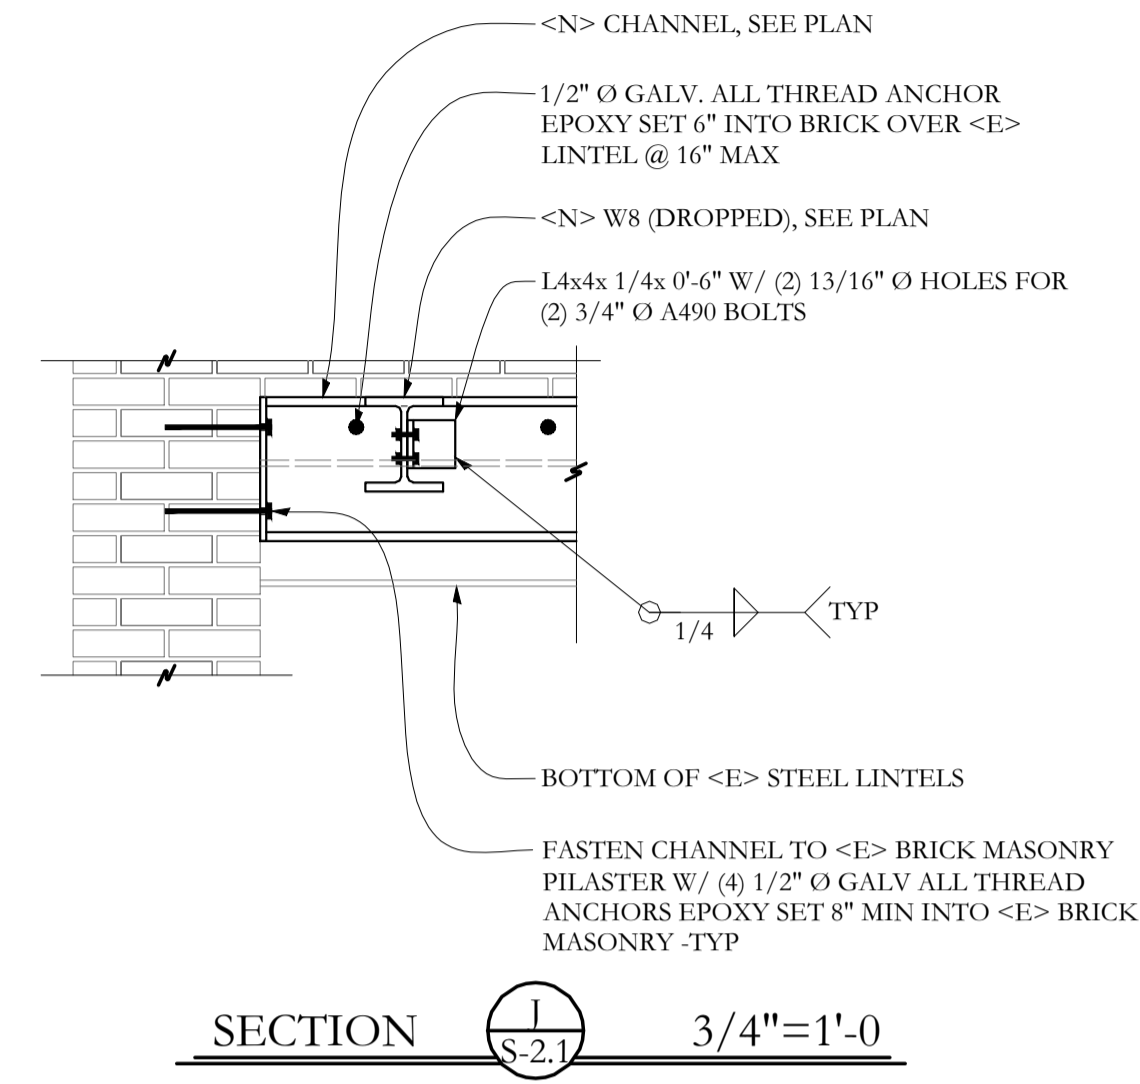 <N> CHANNEL, SEE PLAN
1/2" Ø GALV. ALL THREAD ANCHOR
EPOXY SET 6" INTO BRICK OVER <E>
LINTEL @ 16" MAX
<N> W8 (DROPPED), SEE PLAN
L4x4x 1/4x 0'-6" W/ (2) 13/16" Ø HOLES FOR
(2) 3/4" Ø A490 BOLTS
1/4
TYP
BOTTOM OF <E> STEEL LINTELS
FASTEN CHANNEL TO <E> BRICK MASONRY
PILASTER W/ (4) 1/2" Ø GALV ALL THREAD
ANCHORS EPOXY SET 8" MIN INTO <E> BRICK
MASONRY -TYP
SECTION
J
S-2.1
3/4"=1'-0